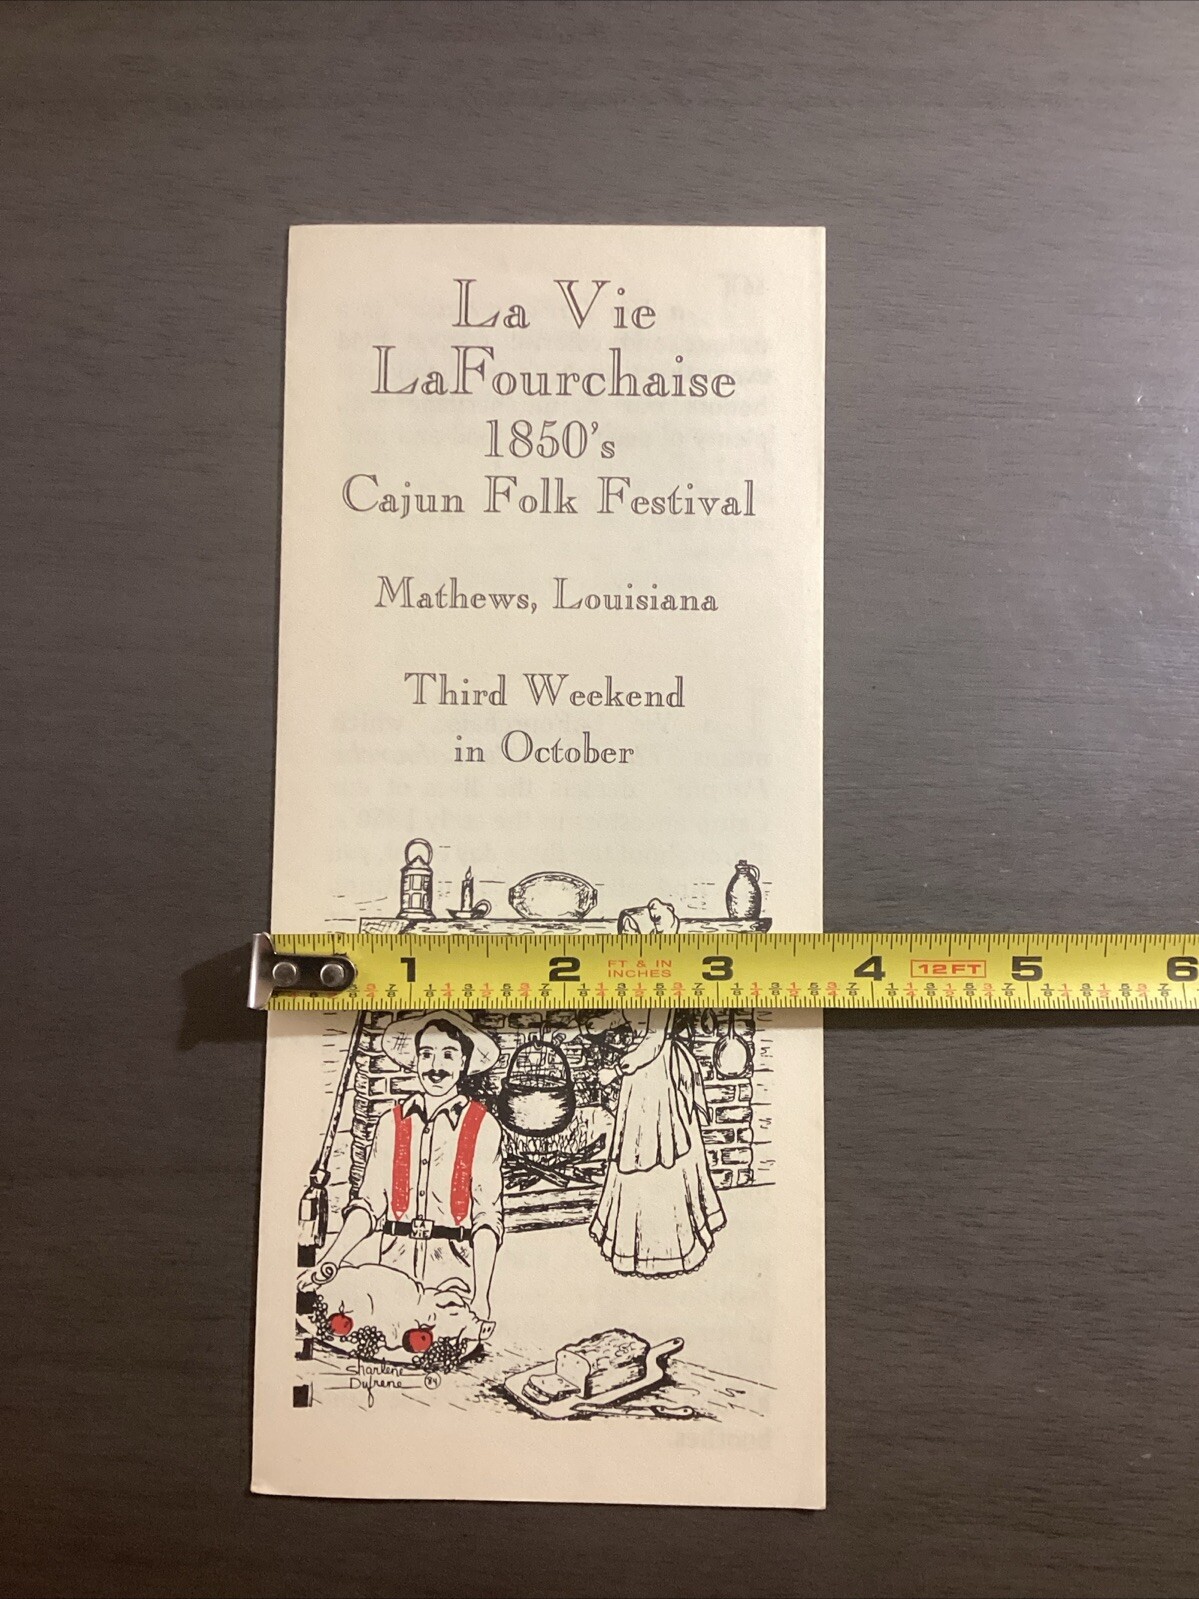 La Vie
LaFourchaise
1850's
Cajun Folk Festival
Mathews, Louisiana
Third Weekend
in October
1 2 FT & IN INCHES 3 4 12FT 5 6
Charlene
Dufrene '84